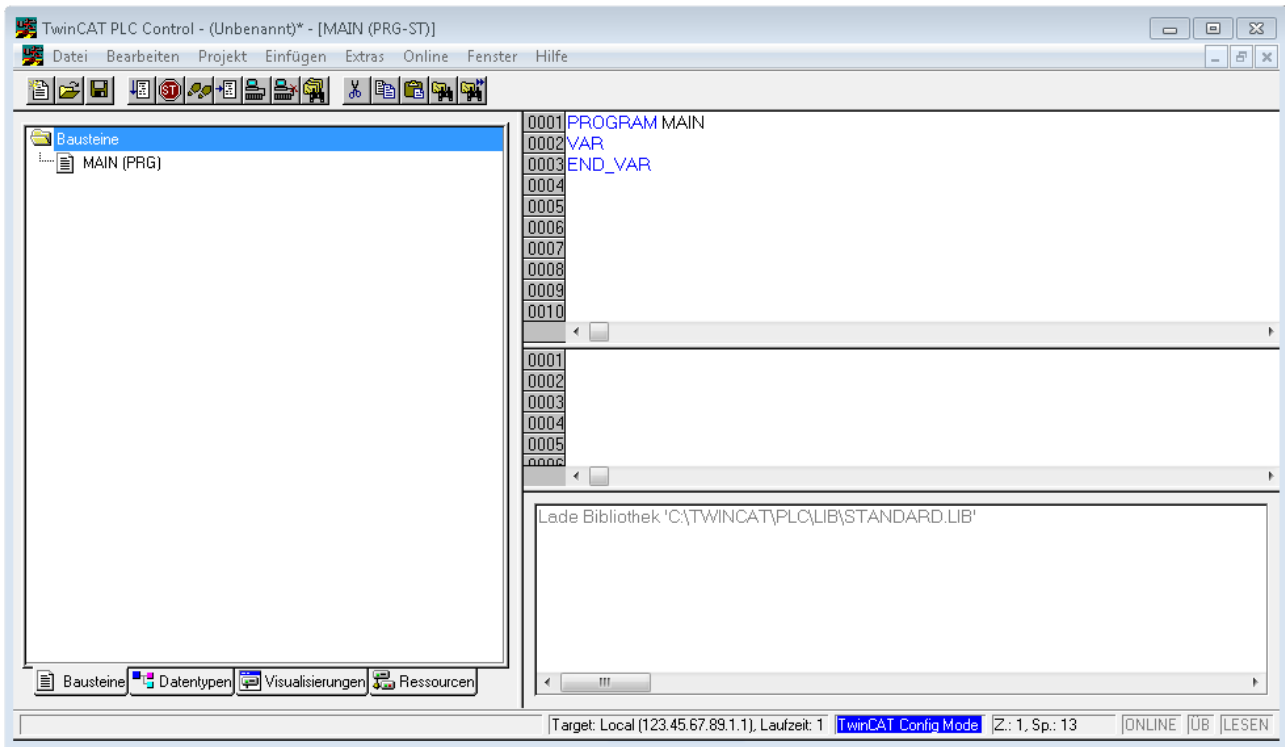 TwinCAT PLC Control - (Unbenannt)* - [MAIN (PRG-ST)]
Datei Bearbeiten Projekt Einfügen Extras Online Fenster Hilfe
Bausteine
MAIN (PRG)
Bausteine Datentypen Visualisierungen Ressourcen
0001 PROGRAM MAIN
0002 VAR
0003 END_VAR
0004
0005
0006
0007
0008
0009
0010
0001
0002
0003
0004
0005
0006
Lade Bibliothek 'C:\TWINCAT\PLC\LIB\STANDARD.LIB'
Target: Local (123.45.67.89.1.1), Laufzeit: 1 TwinCAT Config Mode Z.: 1, Sp.: 13 ONLINE ÜB LESEN